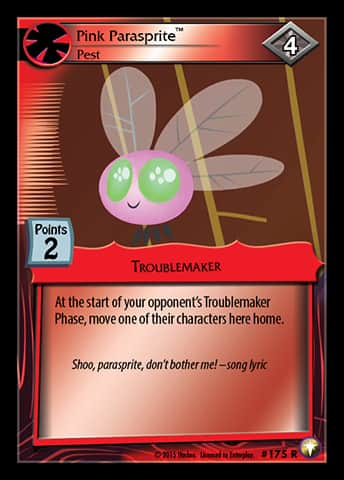 Pink Parasprite™
Pest
4
Points
2
TROUBLEMAKER
At the start of your opponent's Troublemaker
Phase, move one of their characters here home.
Shoo, parasprite, don't bother me! –song lyric
© 2015 Hasbro. Licensed to Enterplay.
#175 R